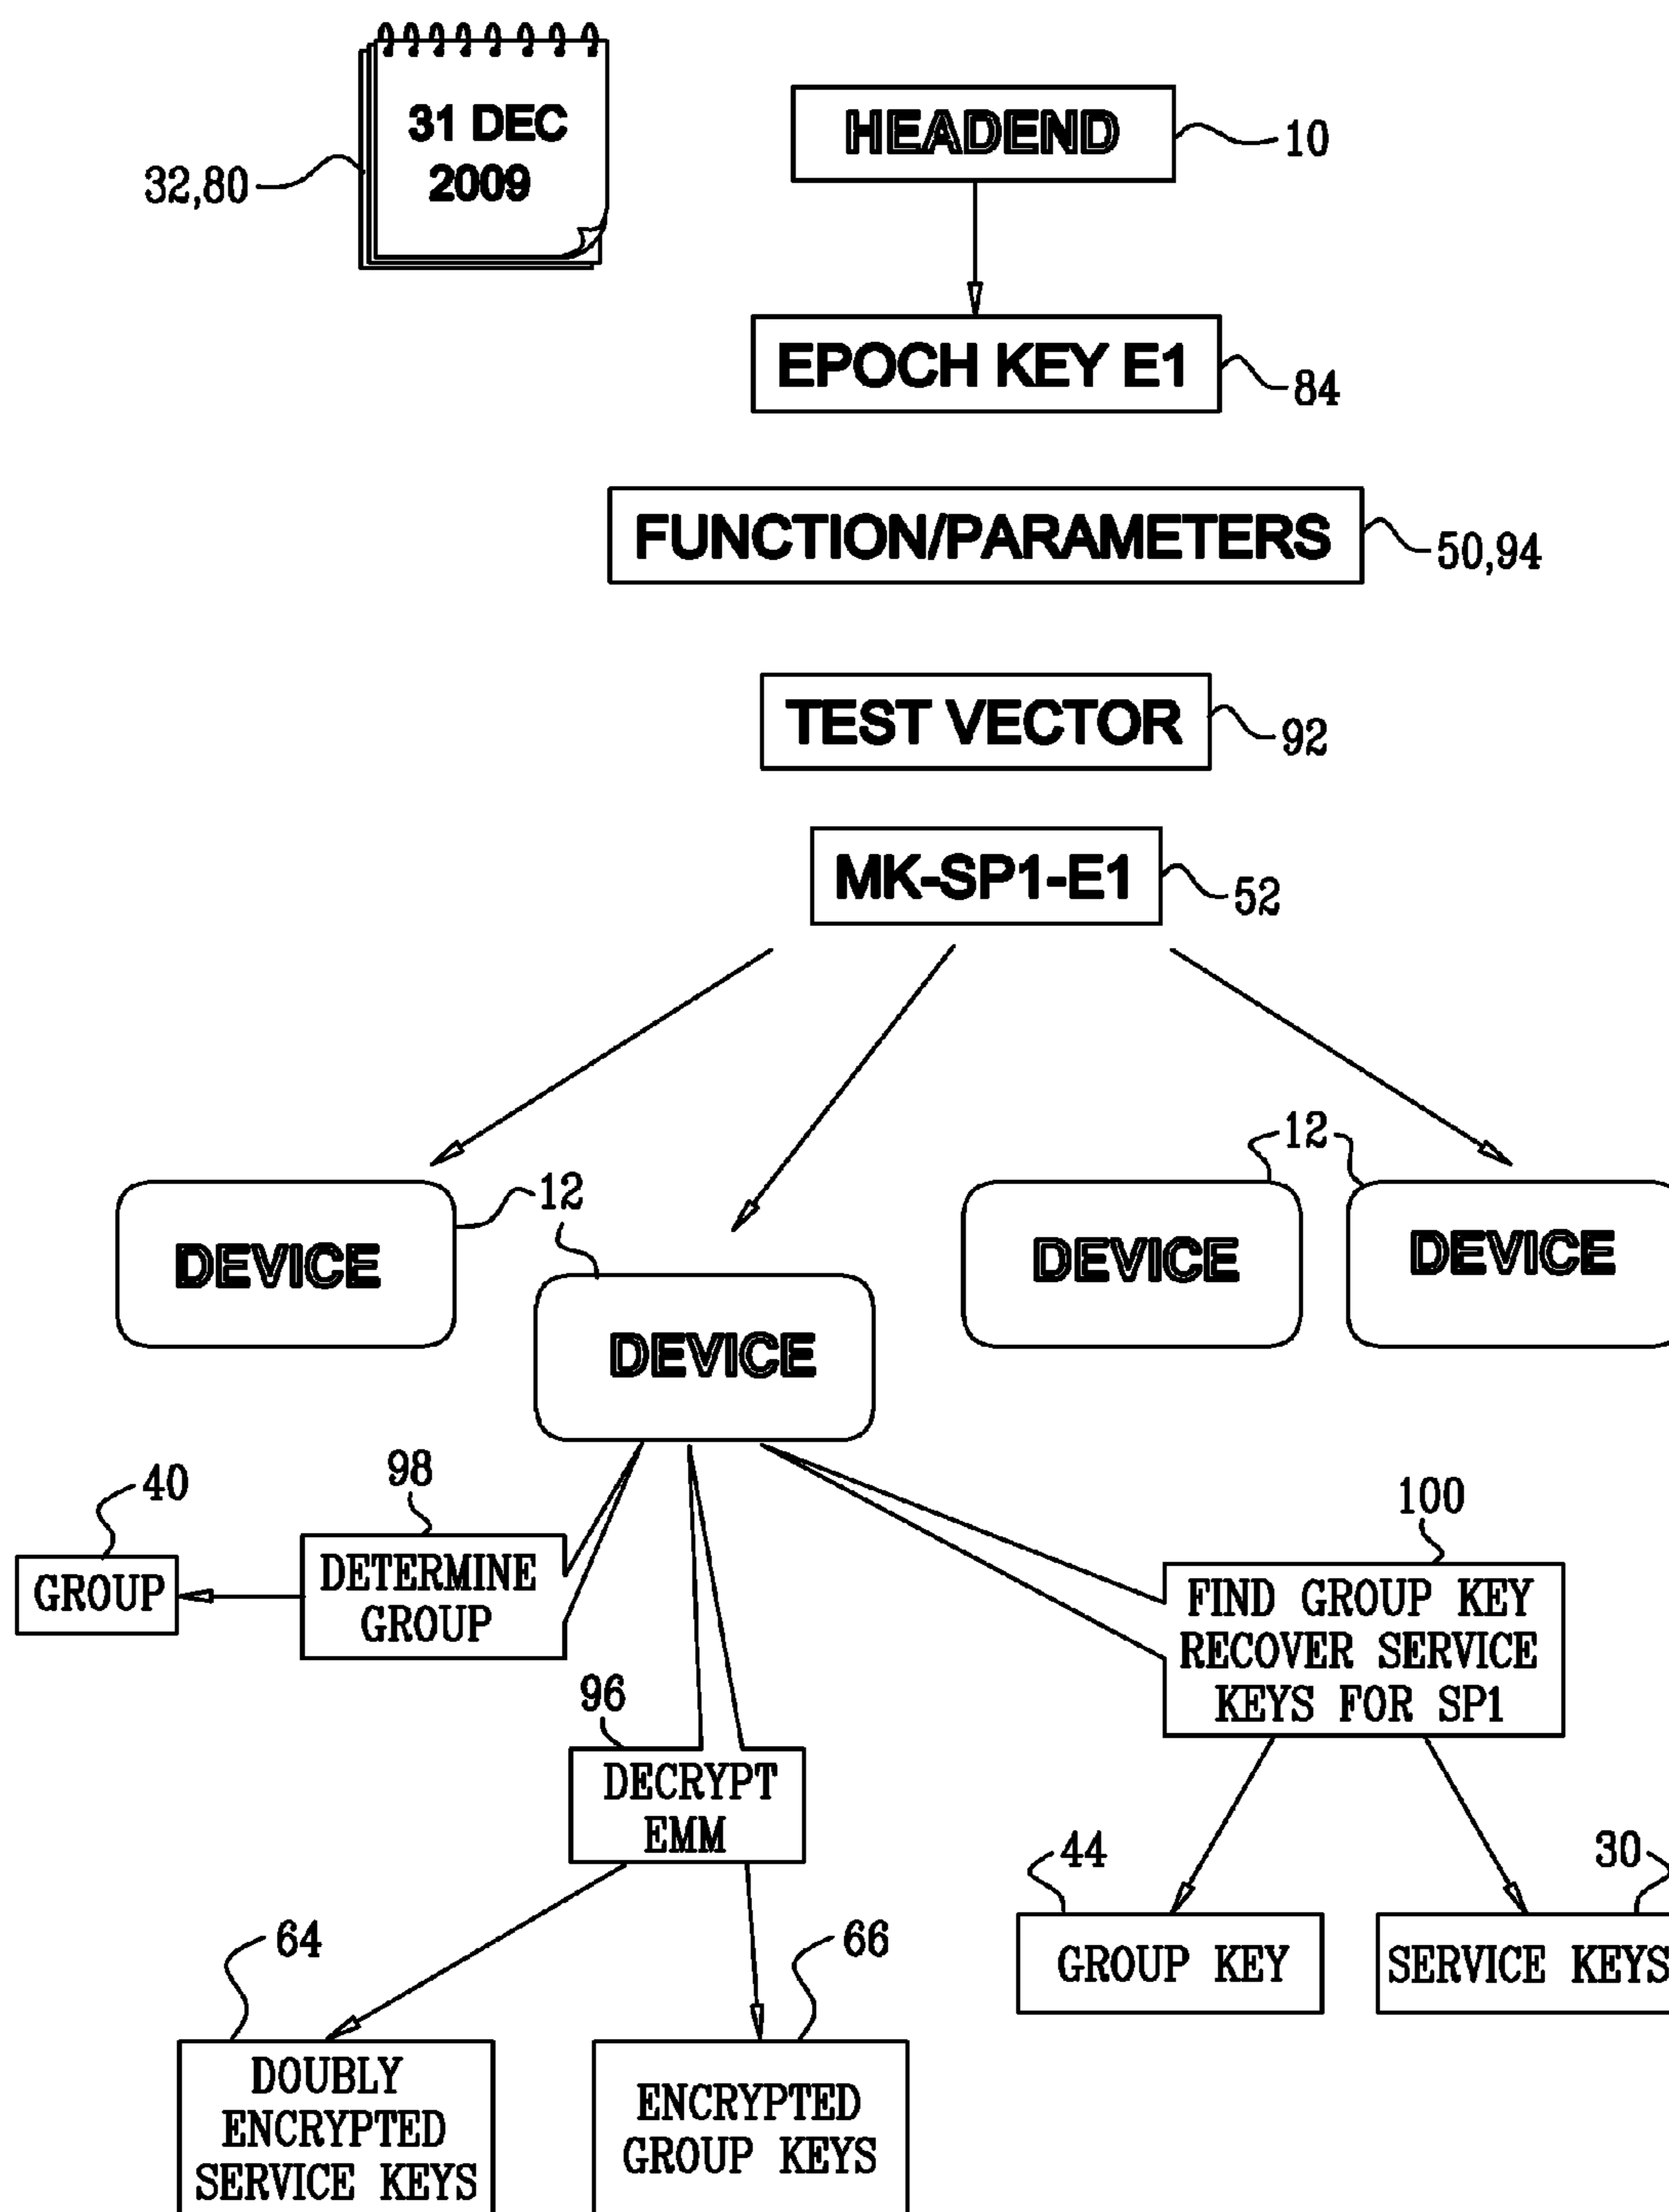 31 DEC
2009
32,80
HEADEND
10
EPOCH KEY E1
84
FUNCTION/PARAMETERS
50,94
TEST VECTOR
92
MK-SP1-E1
52
12
12
DEVICE
DEVICE
DEVICE
DEVICE
40
98
100
GROUP
DETERMINE
GROUP
FIND GROUP KEY
RECOVER SERVICE
KEYS FOR SP1
96
DECRYPT
EMM
44
30
GROUP KEY
SERVICE KEYS
64
66
DOUBLY
ENCRYPTED
SERVICE KEYS
ENCRYPTED
GROUP KEYS